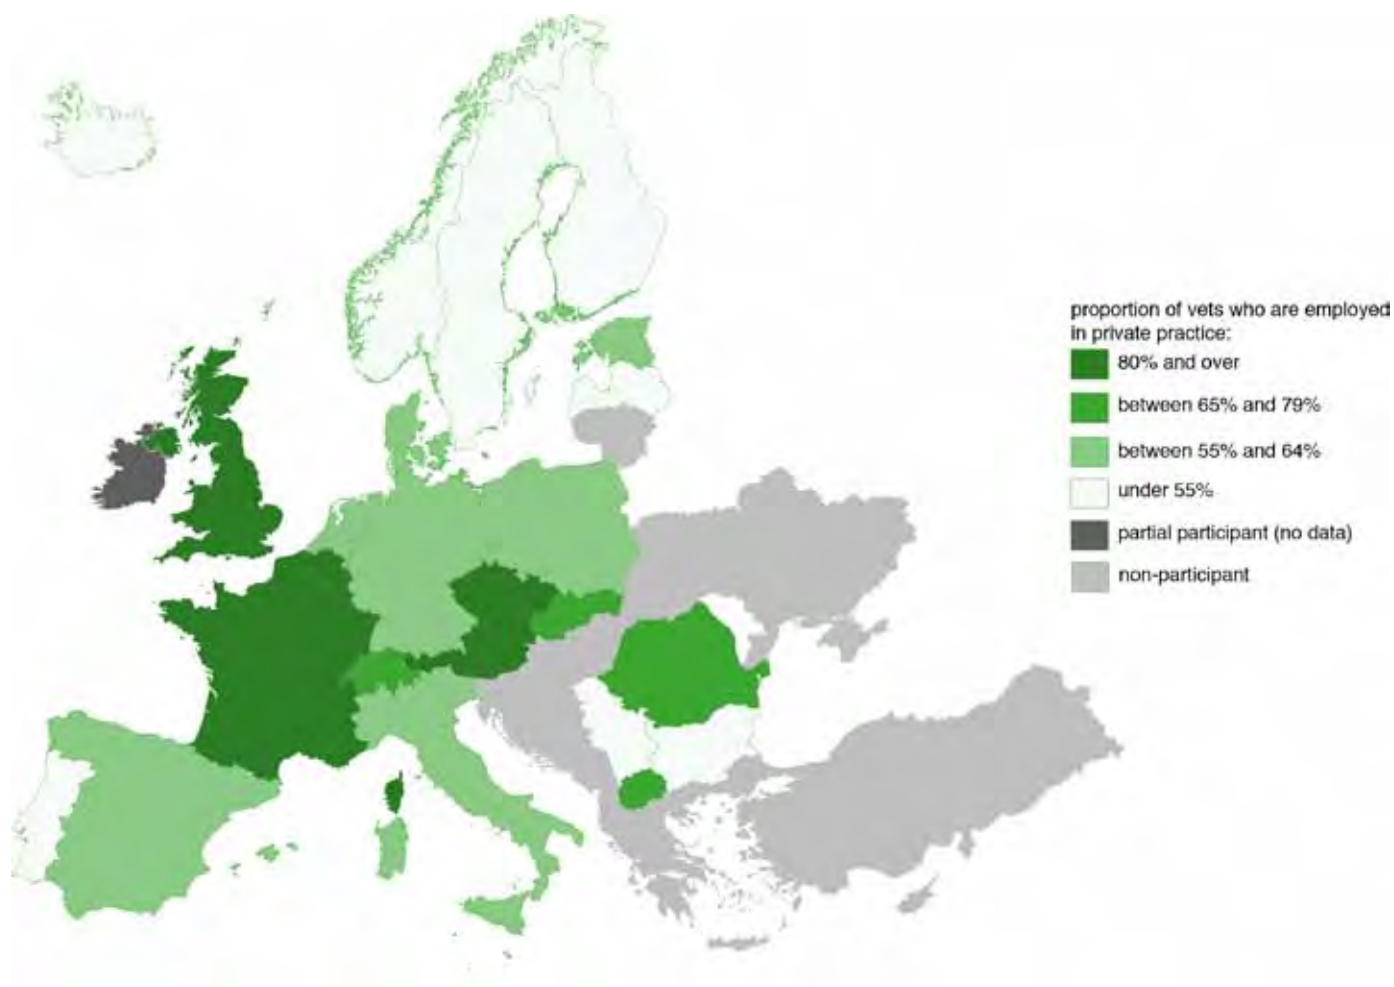 proportion of vets who are employed
in private practice:
80% and over
between 65% and 79%
between 55% and 64%
under 55%
partial participant (no data)
non-participant